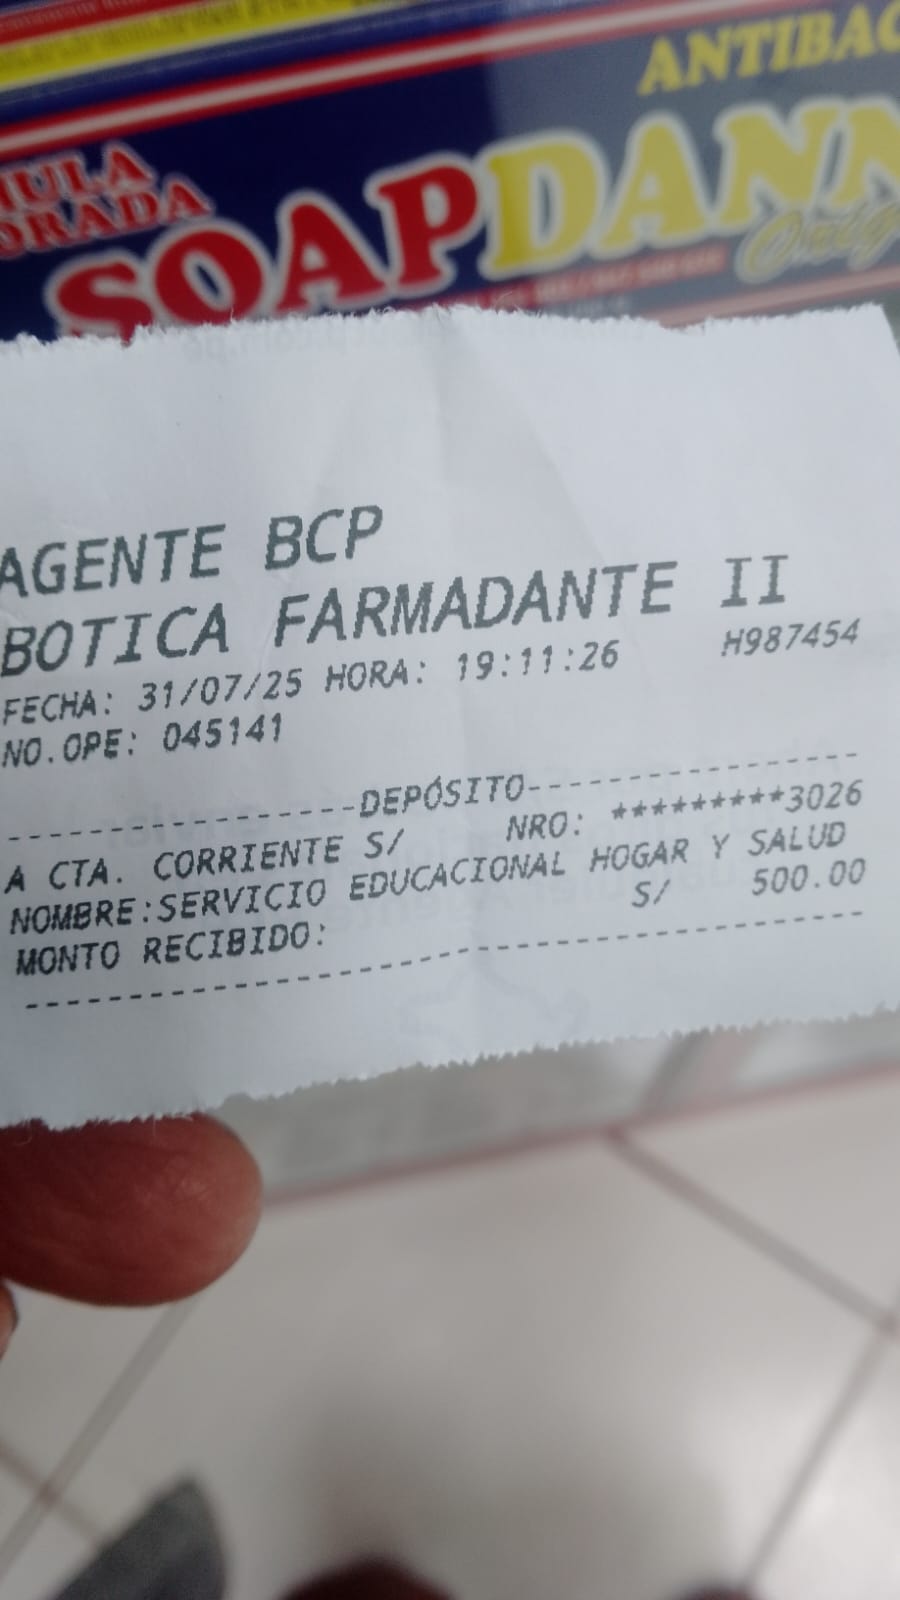 ANTIBAC
SOAPDANN
AGENTE BCP
BOTICA FARMADANTE II
FECHA: 31/07/25 HORA: 19:11:26 H987454
NO.OPE: 045141
-----------------DEPÓSITO-----------------
A CTA. CORRIENTE S/ NRO: *********3026
NOMBRE:SERVICIO EDUCACIONAL HOGAR Y SALUD
MONTO RECIBIDO: S/ 500.00
------------------------------------------